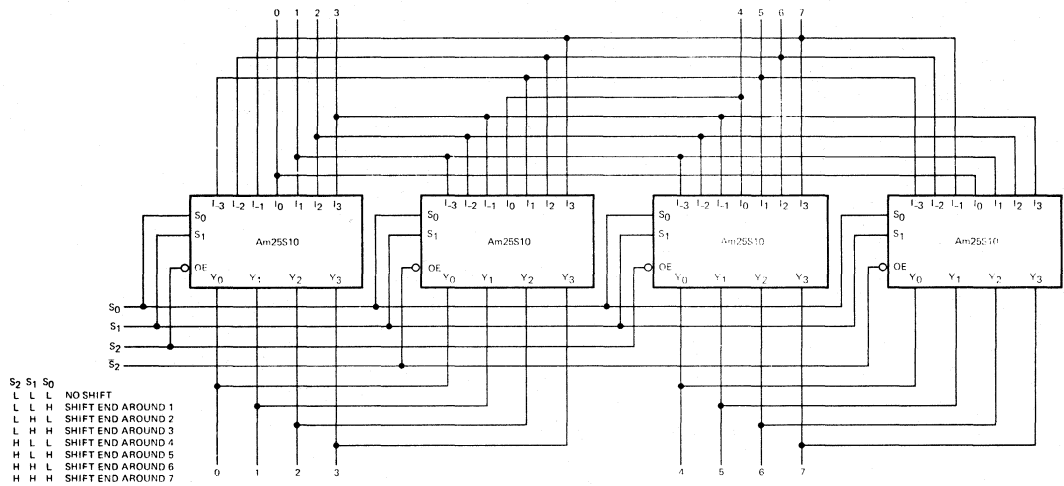 0 1 2 3 4 5 6 7
I-3 I-2 I-1 I0 I1 I2 I3 I-3 I-2 I-1 I0 I1 I2 I3 I-3 I-2 I-1 I0 I1 I2 I3 I-3 I-2 I-1 I0 I1 I2 I3
S0 S0 S0 S0
S1 Am25S10 S1 Am25S10 S1 Am25S10 S1 Am25S10
OE OE OE OE
Y0 Y1 Y2 Y3 Y0 Y1 Y2 Y3 Y0 Y1 Y2 Y3 Y0 Y1 Y2 Y3
S0
S1
S2
S̅2
S2 S1 S0
L L L NO SHIFT
L L H SHIFT END AROUND 1
L H L SHIFT END AROUND 2
L H H SHIFT END AROUND 3
H L L SHIFT END AROUND 4
H L H SHIFT END AROUND 5
H H L SHIFT END AROUND 6
H H H SHIFT END AROUND 7
0 1 2 3 4 5 6 7